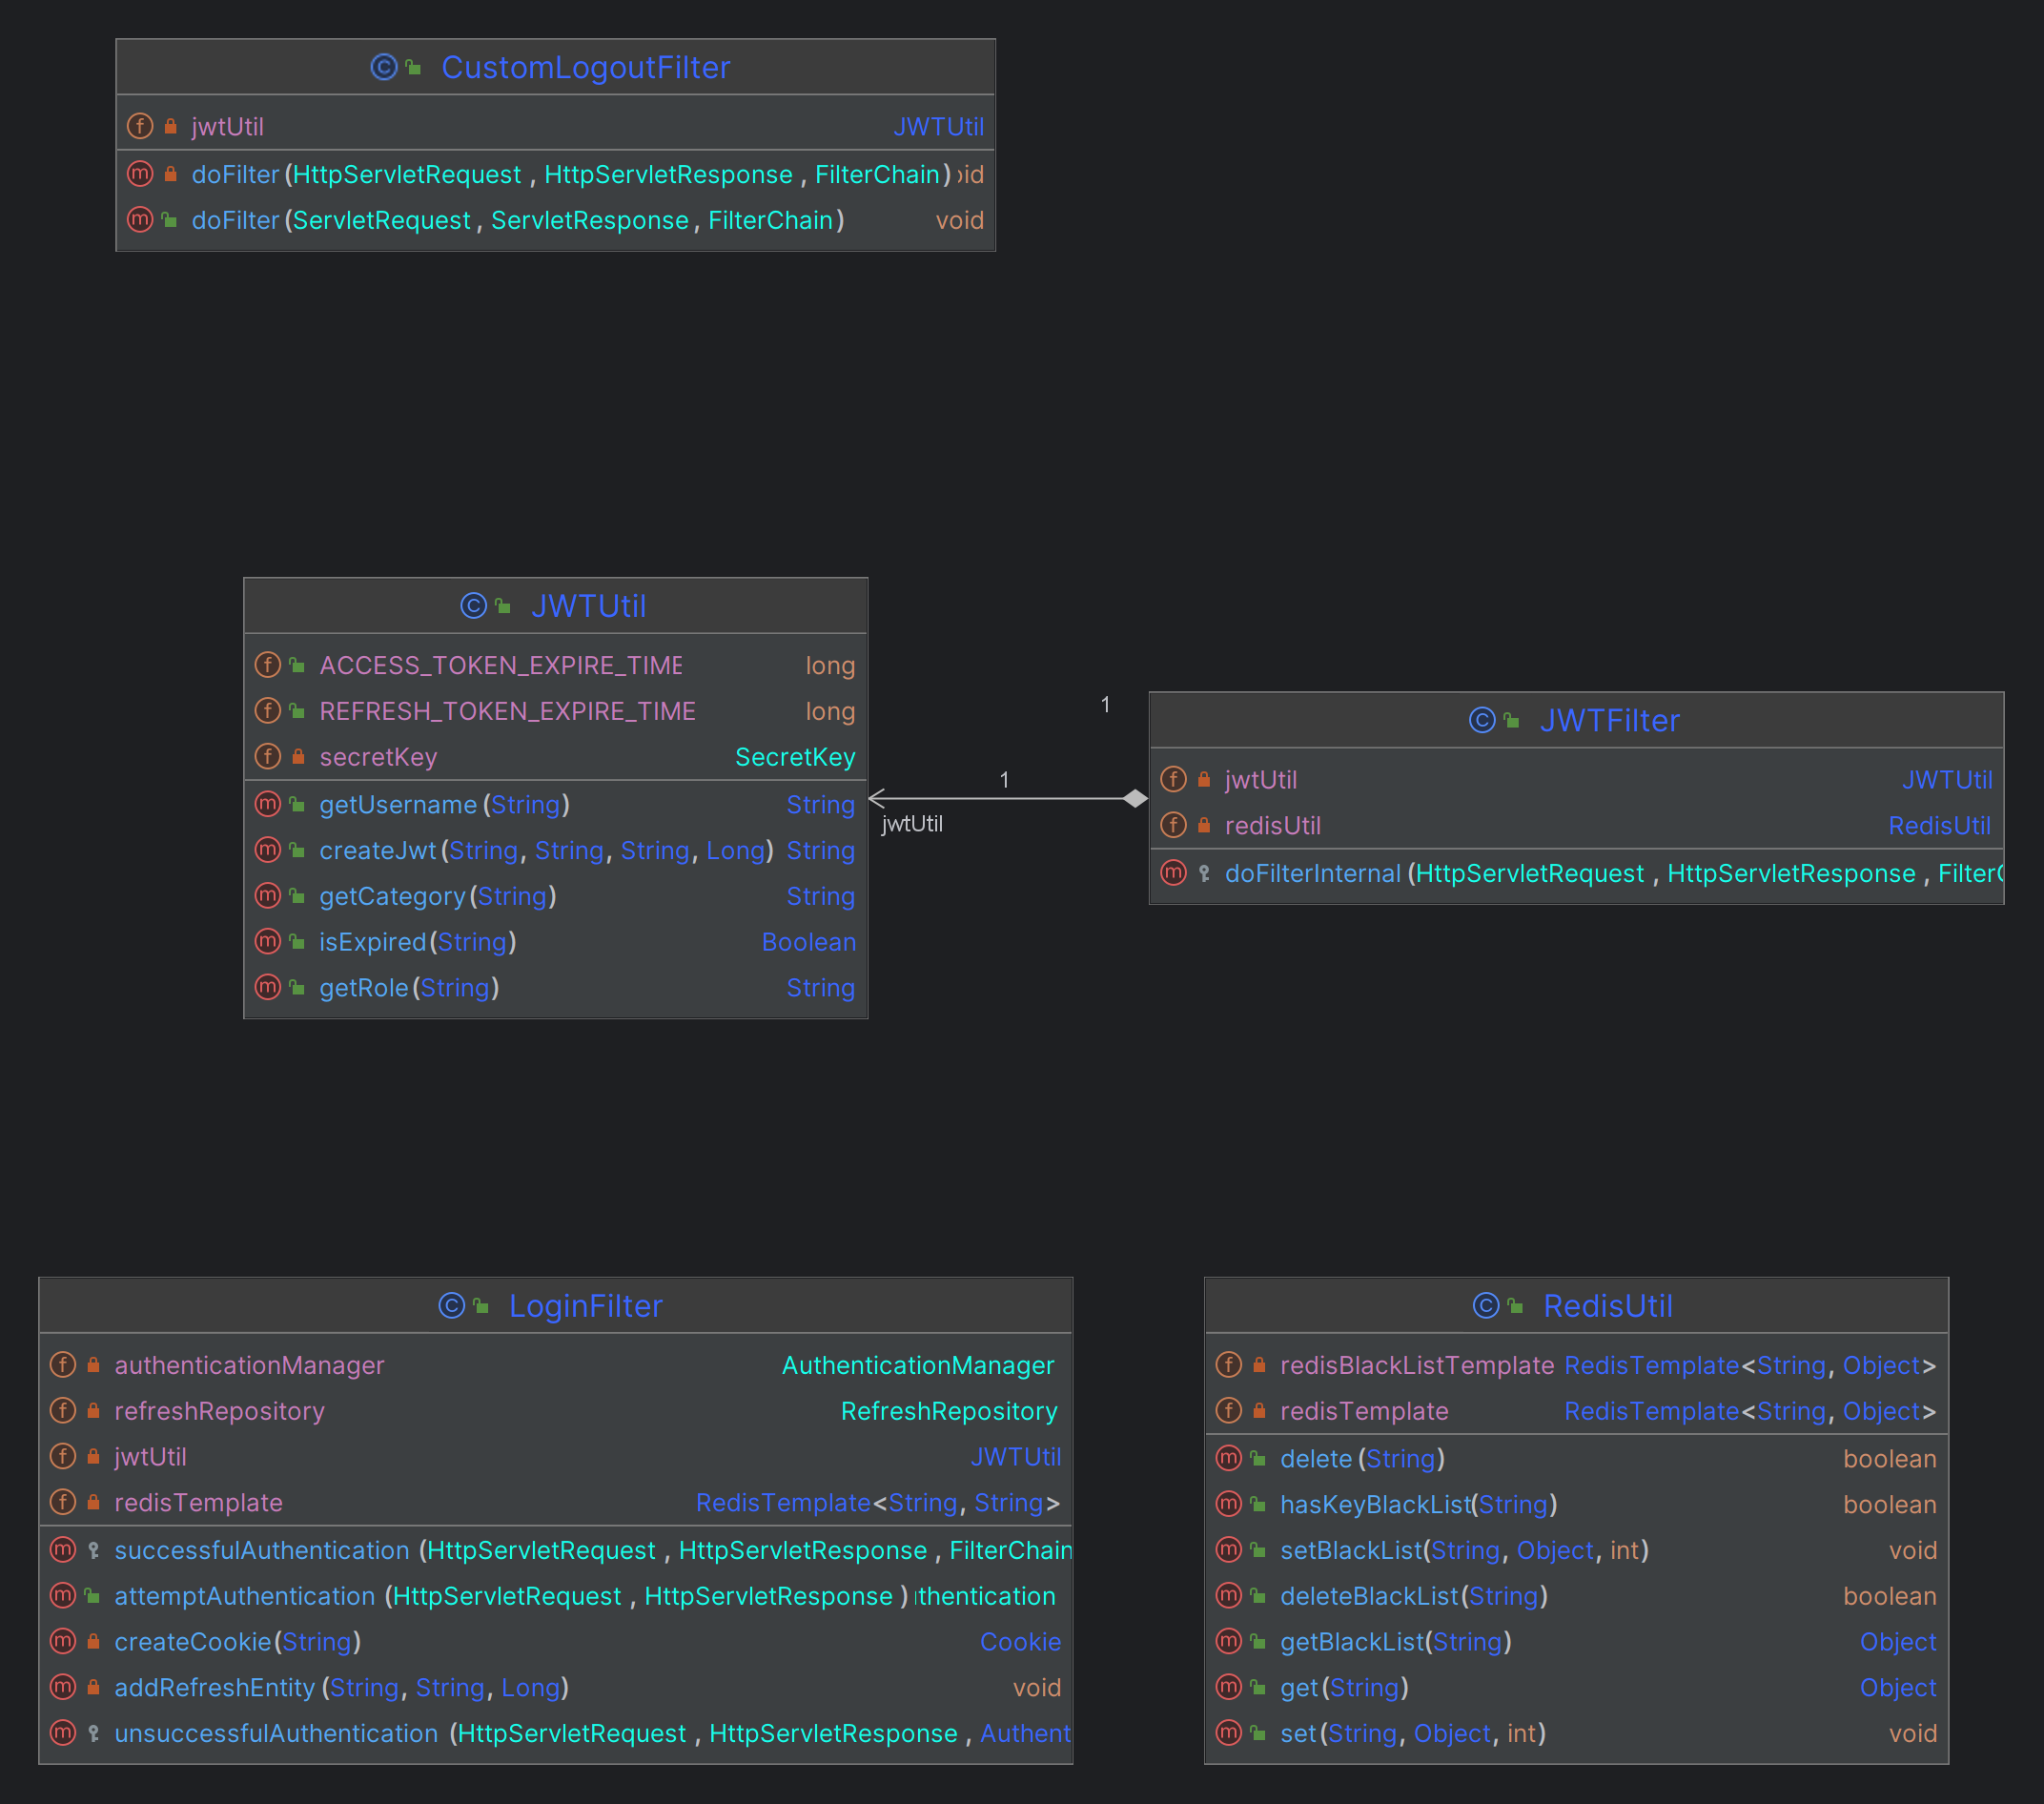 CustomLogoutFilter
jwtUtil JWTUtil
doFilter(HttpServletRequest, HttpServletResponse, FilterChain)
doFilter(ServletRequest, ServletResponse, FilterChain) void
JWTUtil
ACCESS_TOKEN_EXPIRE_TIME long
REFRESH_TOKEN_EXPIRE_TIME long
secretKey SecretKey
getUsername(String) String
createJwt(String, String, String, Long) String
getCategory(String) String
isExpired(String) Boolean
getRole(String) String
1
1
jwtUtil
JWTFilter
jwtUtil JWTUtil
redisUtil RedisUtil
doFilterInternal(HttpServletRequest, HttpServletResponse,
LoginFilter
authenticationManager AuthenticationManager
refreshRepository RefreshRepository
jwtUtil JWTUtil
redisTemplate RedisTemplate<String, String>
successfulAuthentication(HttpServletRequest, HttpServletResponse, FilterChain
attemptAuthentication(HttpServletRequest, HttpServletResponse) thentication
createCookie(String) Cookie
addRefreshEntity(String, String, Long) void
unsuccessfulAuthentication(HttpServletRequest, HttpServletResponse, Authent
RedisUtil
redisBlackListTemplate RedisTemplate<String, Object>
redisTemplate RedisTemplate<String, Object>
delete(String) boolean
hasKeyBlackList(String) boolean
setBlackList(String, Object, int) void
deleteBlackList(String) boolean
getBlackList(String) Object
get(String) Object
set(String, Object, int) void